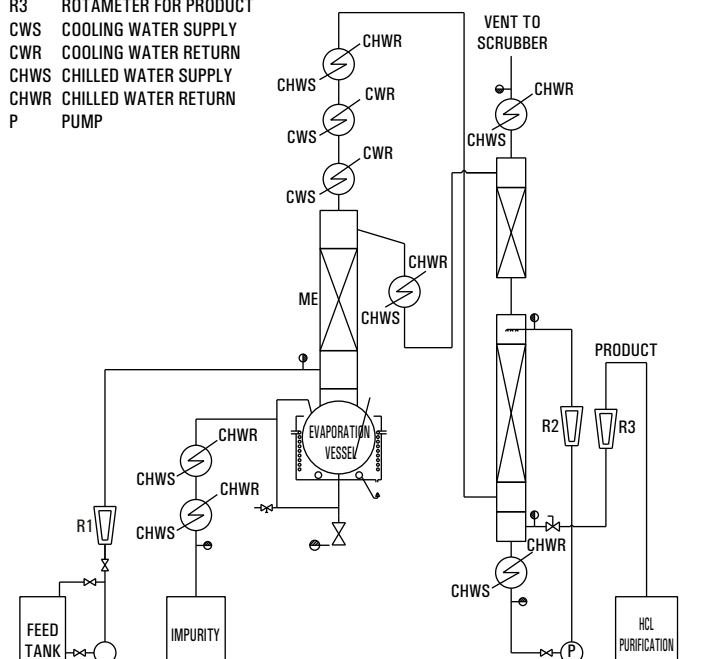 R3 ROTAMETER FOR PRODUCT
CWS COOLING WATER SUPPLY
CWR COOLING WATER RETURN
CHWS CHILLED WATER SUPPLY
CHWR CHILLED WATER RETURN
P PUMP
VENT TO
SCRUBBER
CHWR
CHWS
CWR
CWS
CWR
CWS
CHWR
CHWS
ME
CHWR
CHWS
PRODUCT
EVAPORATION
VESSEL
R2
R3
CHWR
CHWS
CHWR
CHWS
R1
CHWR
CHWS
FEED
TANK
IMPURITY
P
HCL
PURIFICATION